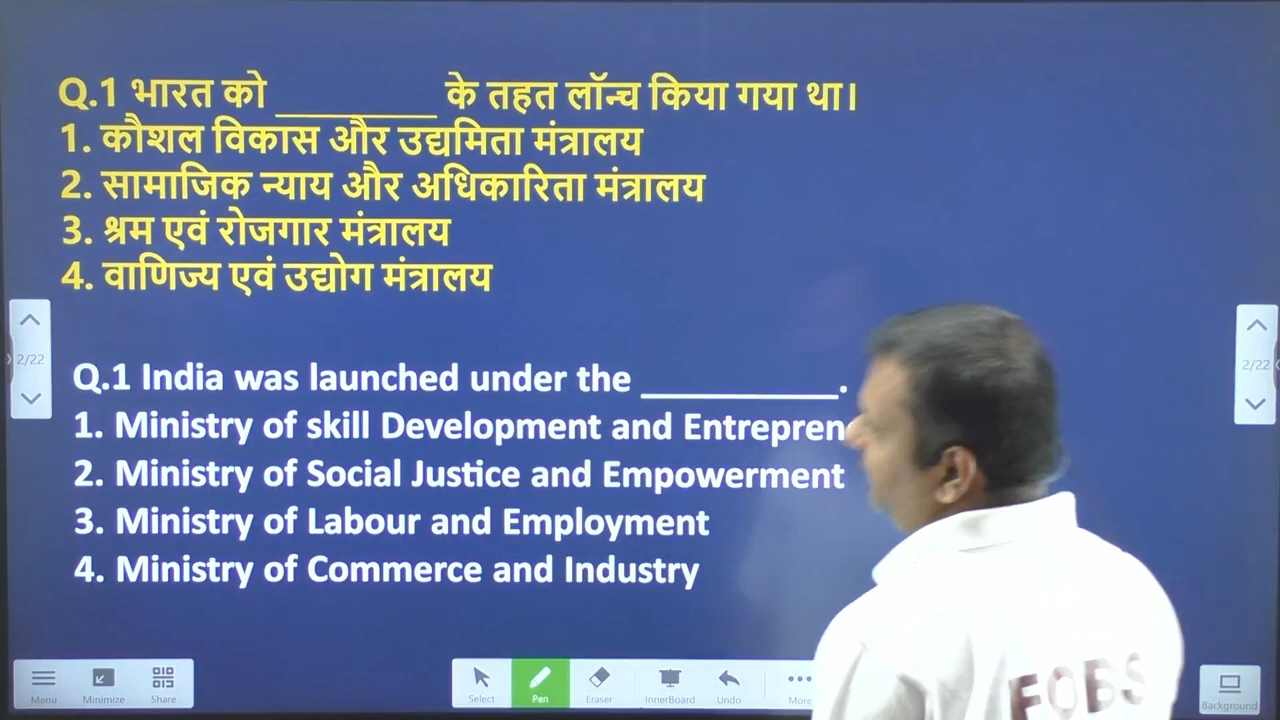 Q.1 भारत को __________ के तहत लॉन्च किया गया था।
1. कौशल विकास और उद्यमिता मंत्रालय
2. सामाजिक न्याय और अधिकारिता मंत्रालय
3. श्रम एवं रोजगार मंत्रालय
4. वाणिज्य एवं उद्योग मंत्रालय
2/22
2/22
Q.1 India was launched under the ___________.
1. Ministry of skill Development and Entrepren
2. Ministry of Social Justice and Empowerment
3. Ministry of Labour and Employment
4. Ministry of Commerce and Industry
FOBS
Menu Minimize Share Select Pen Eraser InnerBoard Undo More Background